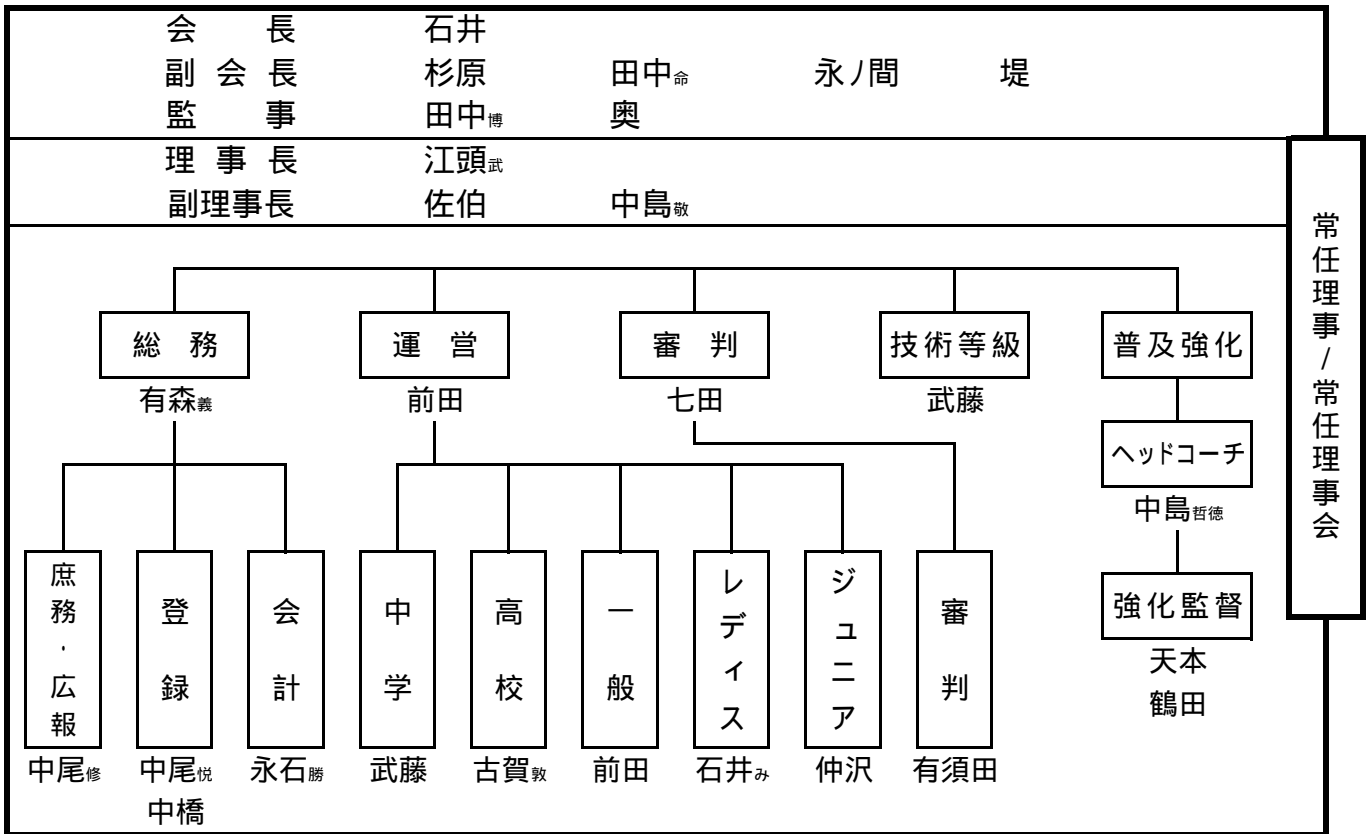 会長 石井
副会長 杉原 田中命 永ノ間 堤
監事 田中博 奥
理事長 江頭武
副理事長 佐伯 中島敬
常任理事/常任理事会
総務 運営 審判 技術等級 普及強化
有森義 前田 七田 武藤
ヘッドコーチ
中島哲徳
強化監督
天本
鶴田
庶務・広報 登録 会計 中学 高校 一般 レディス ジュニア 審判
中尾修 中尾悦 永石勝 武藤 古賀敦 前田 石井み 仲沢 有須田
中橋